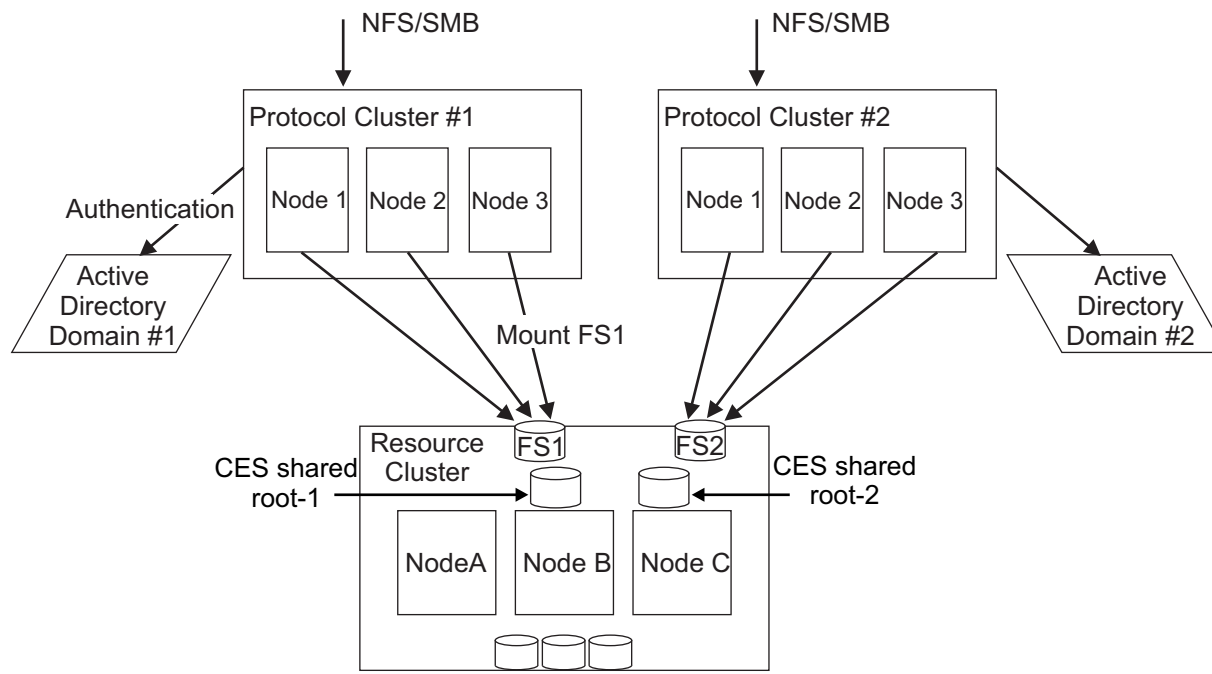 NFS/SMB
NFS/SMB
Protocol Cluster #1
Node 1
Node 2
Node 3
Protocol Cluster #2
Node 1
Node 2
Node 3
Authentication
Active
Directory
Domain #1
Active
Directory
Domain #2
Mount FS1
FS1
FS2
Resource
Cluster
CES shared
root-1
CES shared
root-2
NodeA
Node B
Node C